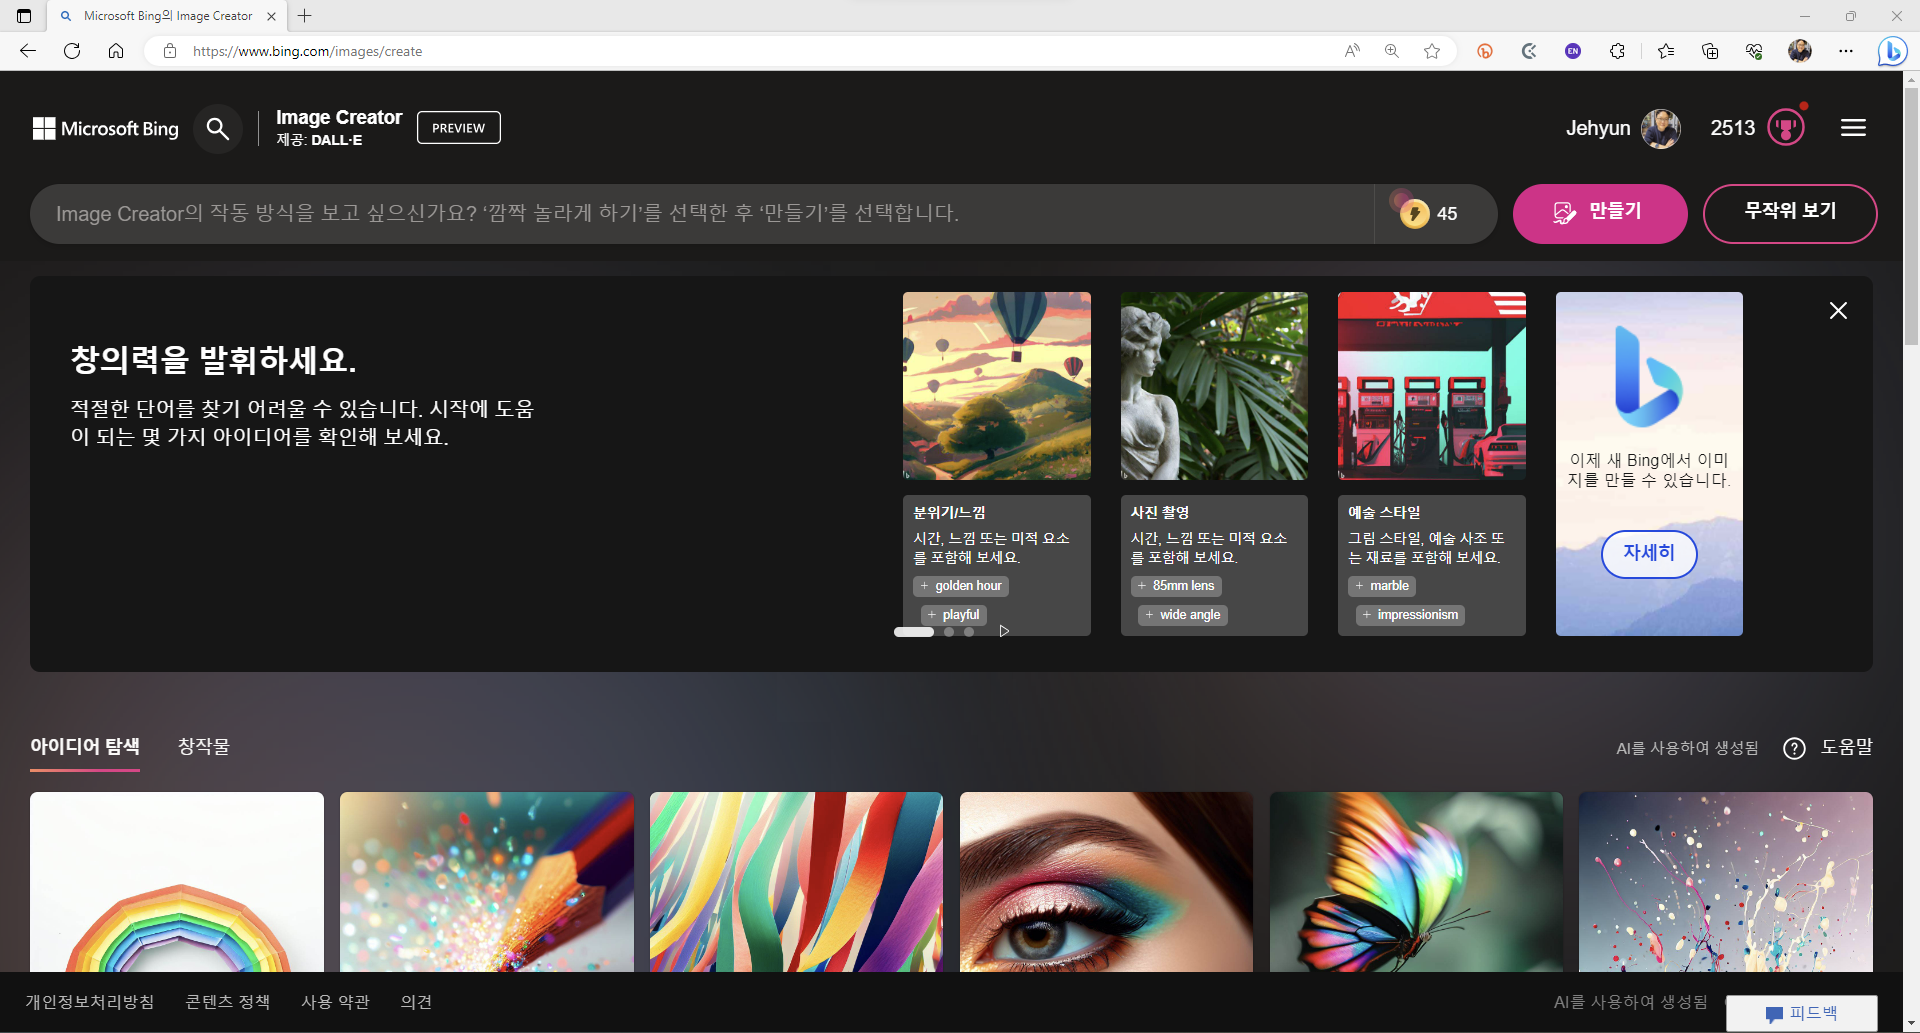 Microsoft Bing의 Image Creator
https://www.bing.com/images/create
EN
Microsoft Bing
Image Creator
제공: DALL·E
PREVIEW
Jehyun
2513
Image Creator의 작동 방식을 보고 싶으신가요? ‘깜짝 놀라게 하기’를 선택한 후 ‘만들기’를 선택합니다.
45
만들기
무작위 보기
창의력을 발휘하세요.
적절한 단어를 찾기 어려울 수 있습니다. 시작에 도움
이 되는 몇 가지 아이디어를 확인해 보세요.
분위기/느낌
시간, 느낌 또는 미적 요소
를 포함해 보세요.
+ golden hour
+ playful
사진 촬영
시간, 느낌 또는 미적 요소
를 포함해 보세요.
+ 85mm lens
+ wide angle
예술 스타일
그림 스타일, 예술 사조 또
는 재료를 포함해 보세요.
+ marble
+ impressionism
이제 새 Bing에서 이미
지를 만들 수 있습니다.
자세히
아이디어 탐색
창작물
AI를 사용하여 생성됨
도움말
개인정보처리방침
콘텐츠 정책
사용 약관
의견
AI를 사용하여 생성됨
피드백